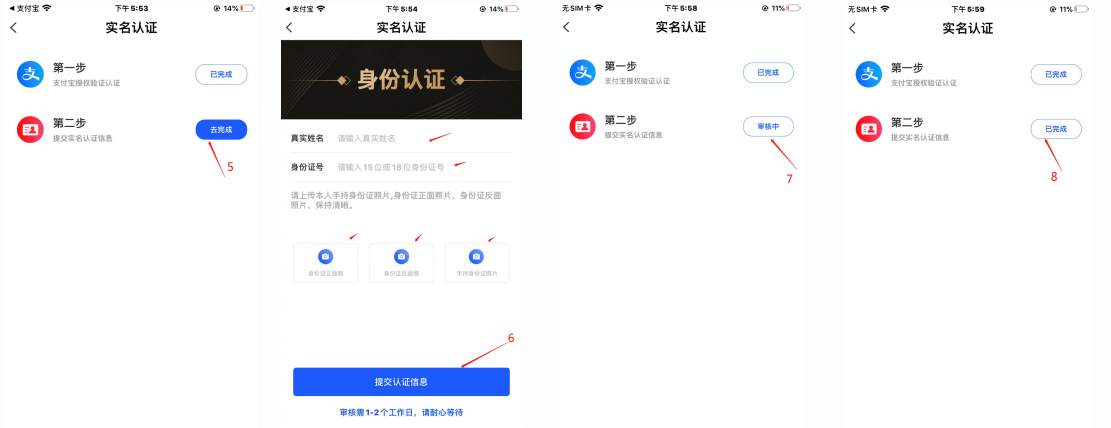 支付宝 下午 5:53 14%
实名认证
第一步
支付宝授权验证认证
已完成
第二步
提交实名认证信息
去完成
5
支付宝 下午 5:54 14%
实名认证
身份认证
真实姓名 请输入真实姓名
身份证号 请输入 15 位或 18 位身份证号
请上传本人手持身份证照片,身份证正面照片，身份证反面
照片、保持清晰。
身份证正面照 身份证反面照 手持身份证照片
6
提交认证信息
审核需 1-2 个工作日，请耐心等待
无SIM卡 下午 5:58 11%
实名认证
第一步
支付宝授权验证认证
已完成
第二步
提交实名认证信息
审核中
7
无SIM卡 下午 5:59 11%
实名认证
第一步
支付宝授权验证认证
已完成
第二步
提交实名认证信息
已完成
8